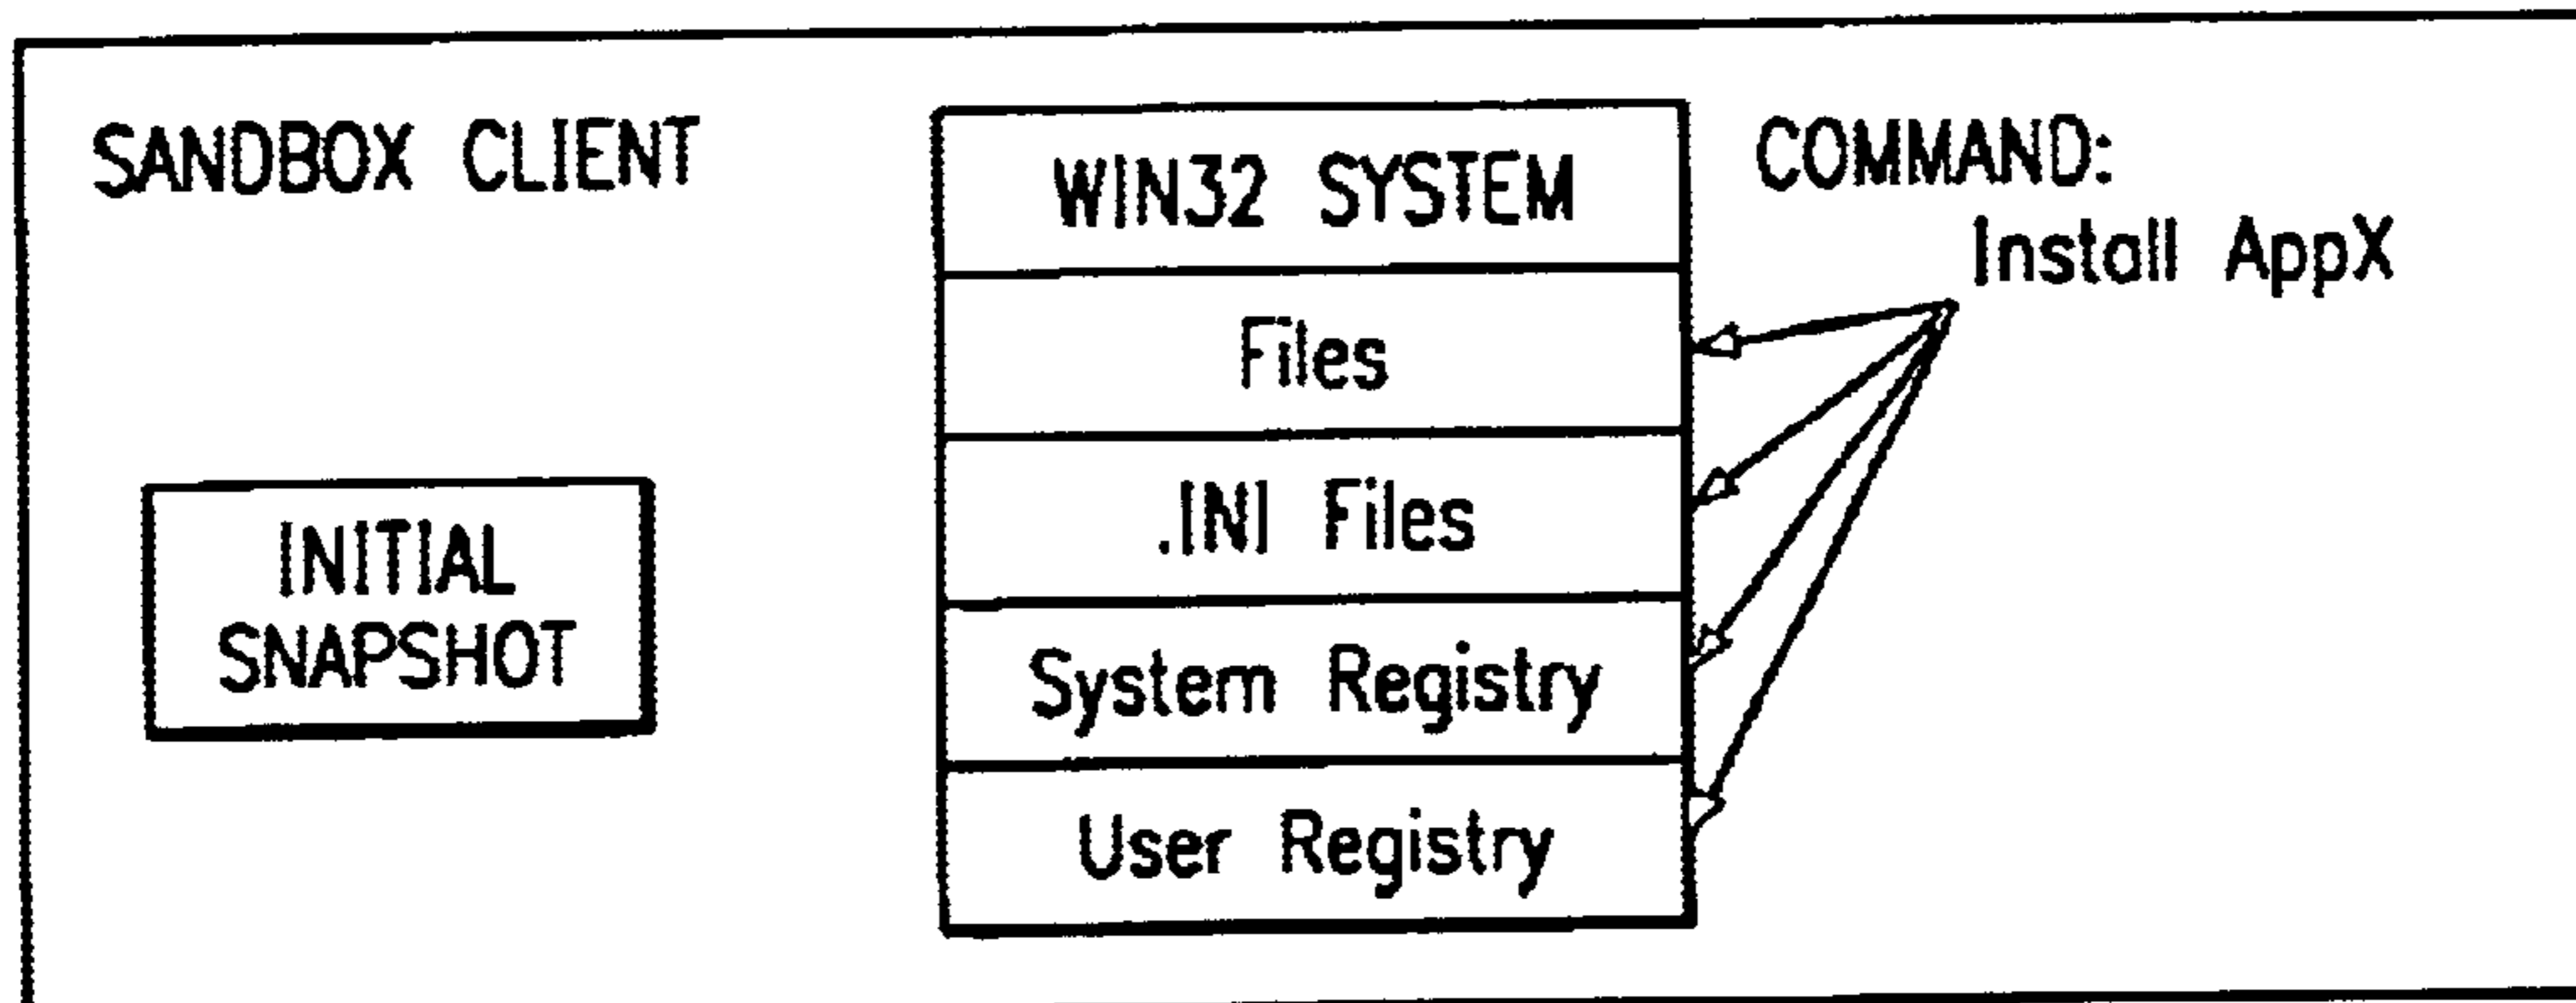 SANDBOX CLIENT
INITIAL
SNAPSHOT
WIN32 SYSTEM
Files
.INI Files
System Registry
User Registry
COMMAND:
Install AppX